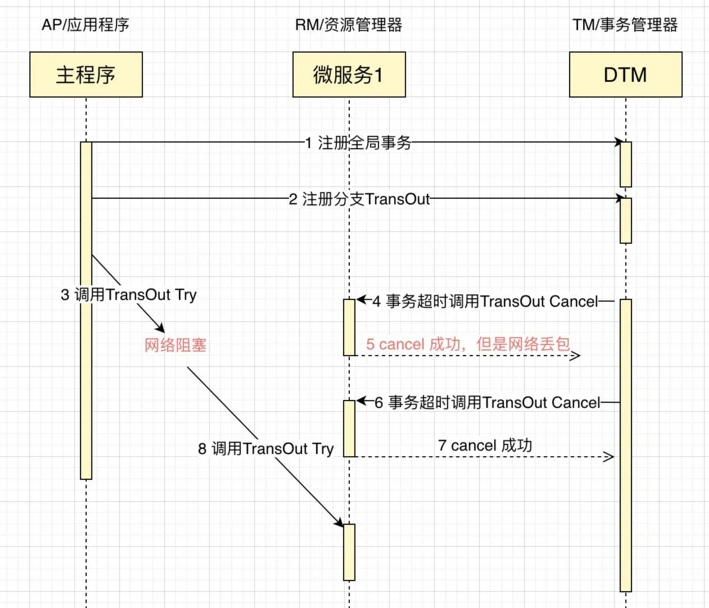 AP/应用程序
RM/资源管理器
TM/事务管理器
主程序
微服务1
DTM
1 注册全局事务
2 注册分支TransOut
3 调用TransOut Try
4 事务超时调用TransOut Cancel
网络阻塞
5 cancel 成功，但是网络丢包
6 事务超时调用TransOut Cancel
8 调用TransOut Try
7 cancel 成功